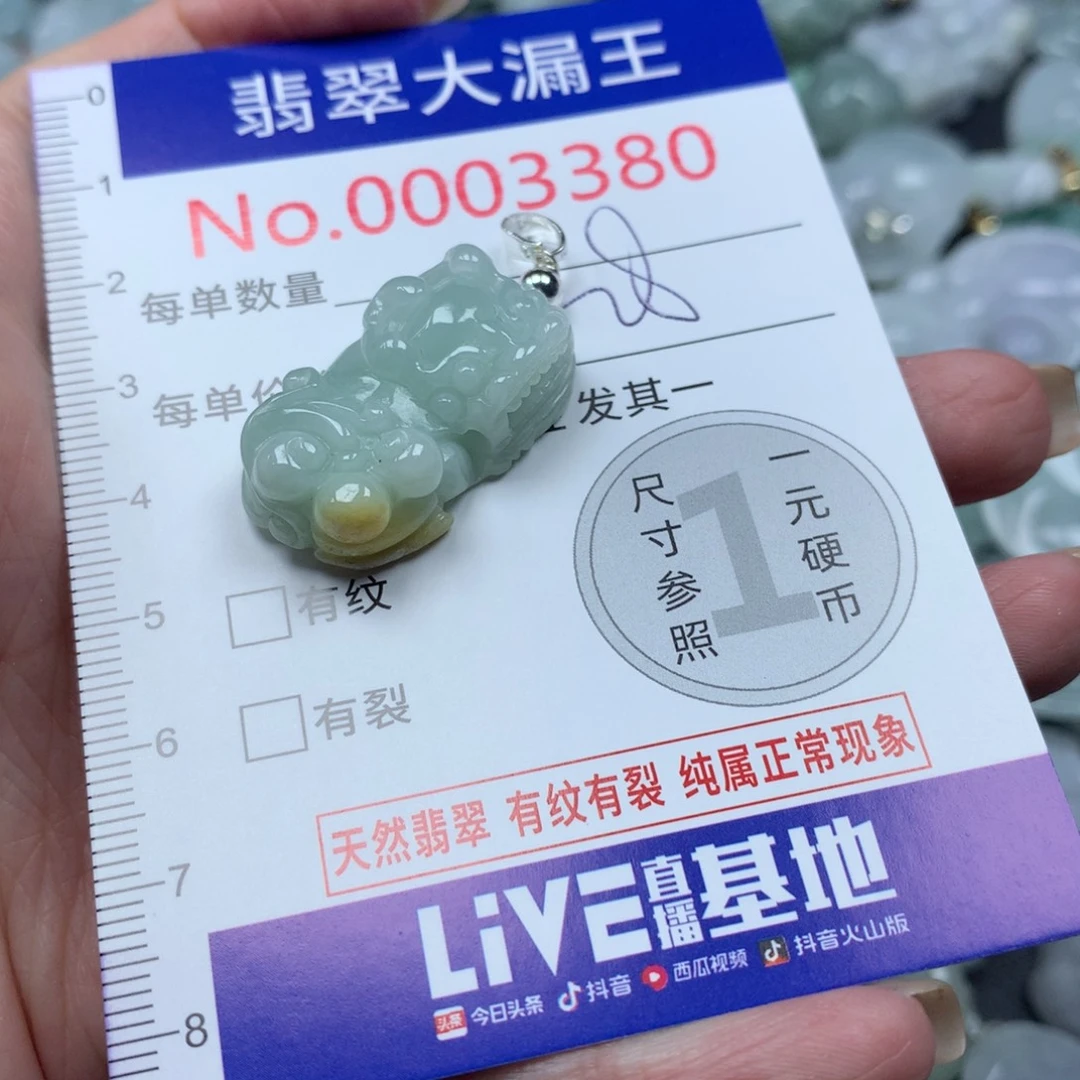 翡翠大漏王
No.0003380
0
1
2
3
4
5
6
7
8
每单数量
每单价
发其一
有纹
有裂
1
尺寸参照
一元硬币
天然翡翠 有纹有裂 纯属正常现象
LiVE直播基地
头条 今日头条 抖音 西瓜视频 抖音火山版